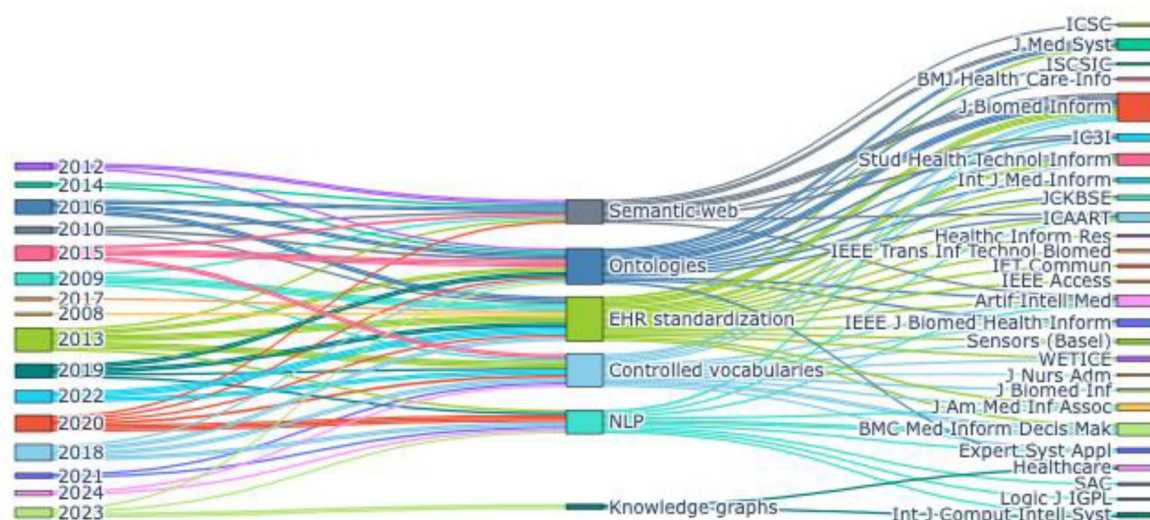 2012
2014
2016
2010
2015
2009
2017
2008
2013
2019
2022
2020
2018
2021
2024
2023
Semantic-web
Ontologies
EHR standardization
Controlled vocabularies
NLP
Knowledge-graphs
ICSC
J Med Syst
ISCSIC
BMJ Health Care Info
J Biomed Inform
IC3I
Stud Health Technol Inform
Int J Med Inform
JCKBSE
ICAART
Healthc Inform Res
IEEE Trans Inf Technol Biomed
IET Commun
IEEE Access
Artif Intell Med
IEEE J Biomed Health Inform
Sensors (Basel)
WETICE
J Nurs Adm
J Biomed Inf
J Am Med Inf Assoc
BMC Med Inform Decis Mak
Expert Syst Appl
Healthcare
SAC
Logic J IGPL
Int J Comput Intell Syst